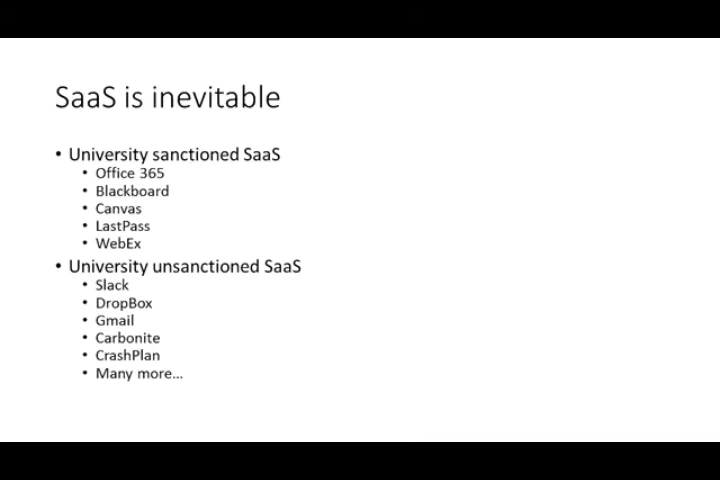 SaaS is inevitable
• University sanctioned SaaS
• Office 365
• Blackboard
• Canvas
• LastPass
• WebEx
• University unsanctioned SaaS
• Slack
• DropBox
• Gmail
• Carbonite
• CrashPlan
• Many more...